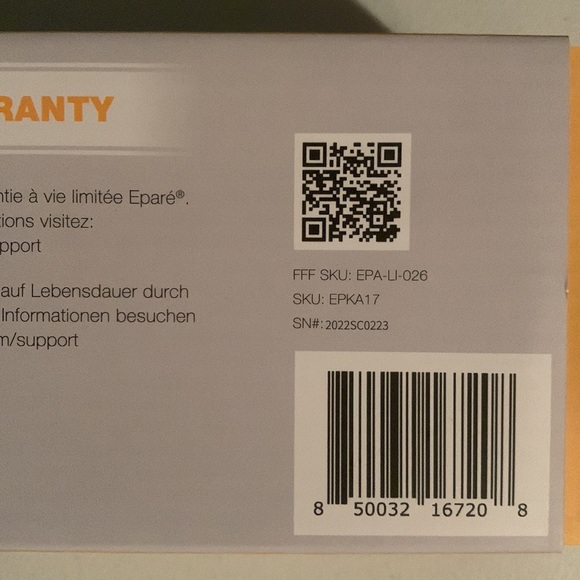 RANTY
ntie à vie limitée Eparé®.
tions visitez:
pport
auf Lebensdauer durch
Informationen besuchen
m/support
FFF SKU: EPA-LI-026
SKU: EPKA17
SN#: 2022SC0223
8 50032 16720 8